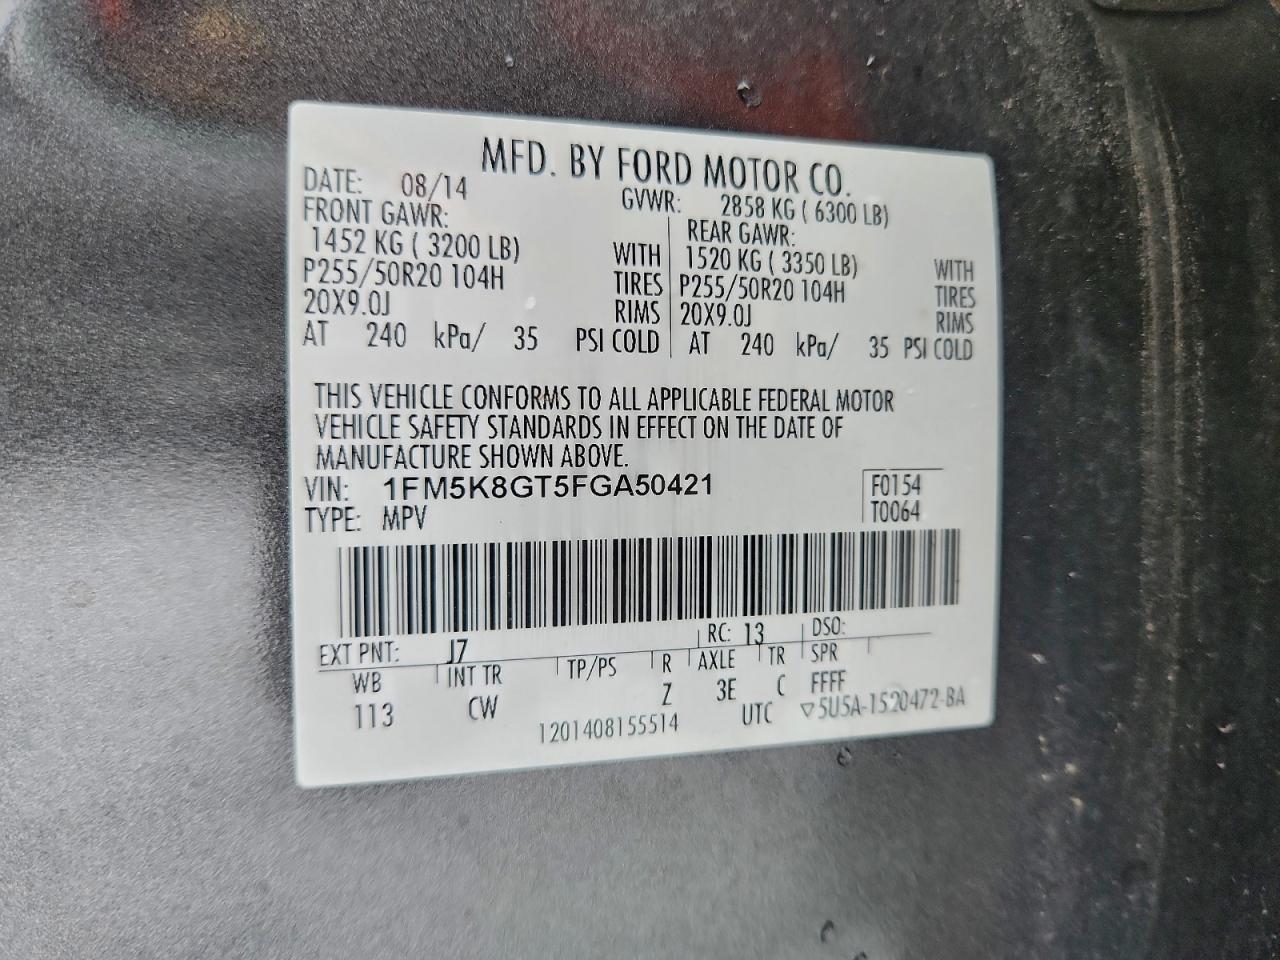 MFD. BY FORD MOTOR CO.
DATE: 08/14 GVWR: 2858 KG ( 6300 LB)
FRONT GAWR: REAR GAWR:
1452 KG ( 3200 LB) WITH 1520 KG ( 3350 LB) WITH
P255/50R20 104H TIRES P255/50R20 104H TIRES
20X9.0J RIMS 20X9.0J RIMS
AT 240 kPa/ 35 PSI COLD AT 240 kPa/ 35 PSI COLD
THIS VEHICLE CONFORMS TO ALL APPLICABLE FEDERAL MOTOR
VEHICLE SAFETY STANDARDS IN EFFECT ON THE DATE OF
MANUFACTURE SHOWN ABOVE.
VIN: 1FM5K8GT5FGA50421 F0154
TYPE: MPV T0064
EXT PNT: J7 RC: 13 DSO:
WB INT TR TP/PS R AXLE TR SPR
113 CW Z 3E C FFFF
1201408155514 UTC ▽5U5A-1520472-BA